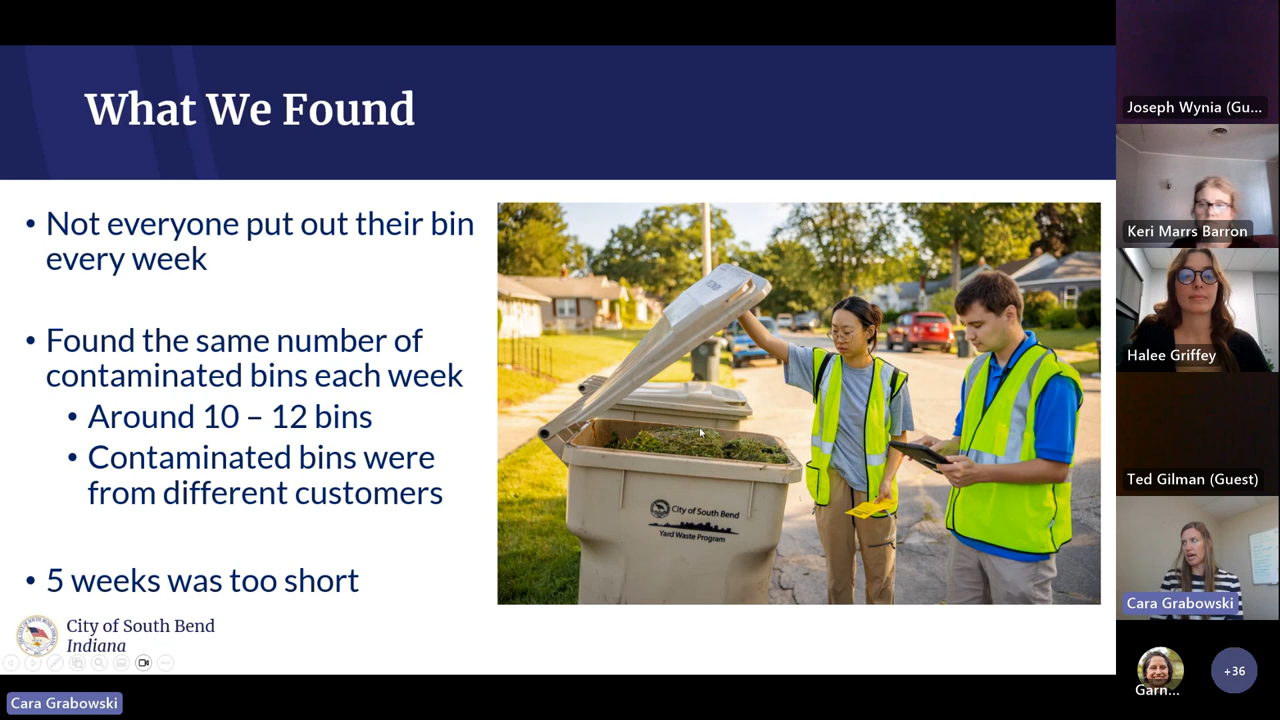 What We Found
• Not everyone put out their bin
every week
• Found the same number of
contaminated bins each week
• Around 10 – 12 bins
• Contaminated bins were
from different customers
• 5 weeks was too short
City of South Bend
Yard Waste Program
City of South Bend
Indiana
Cara Grabowski
Joseph Wynia (Gu...
Keri Marrs Barron
Halee Griffey
Ted Gilman (Guest)
Cara Grabowski
Garn...
+36